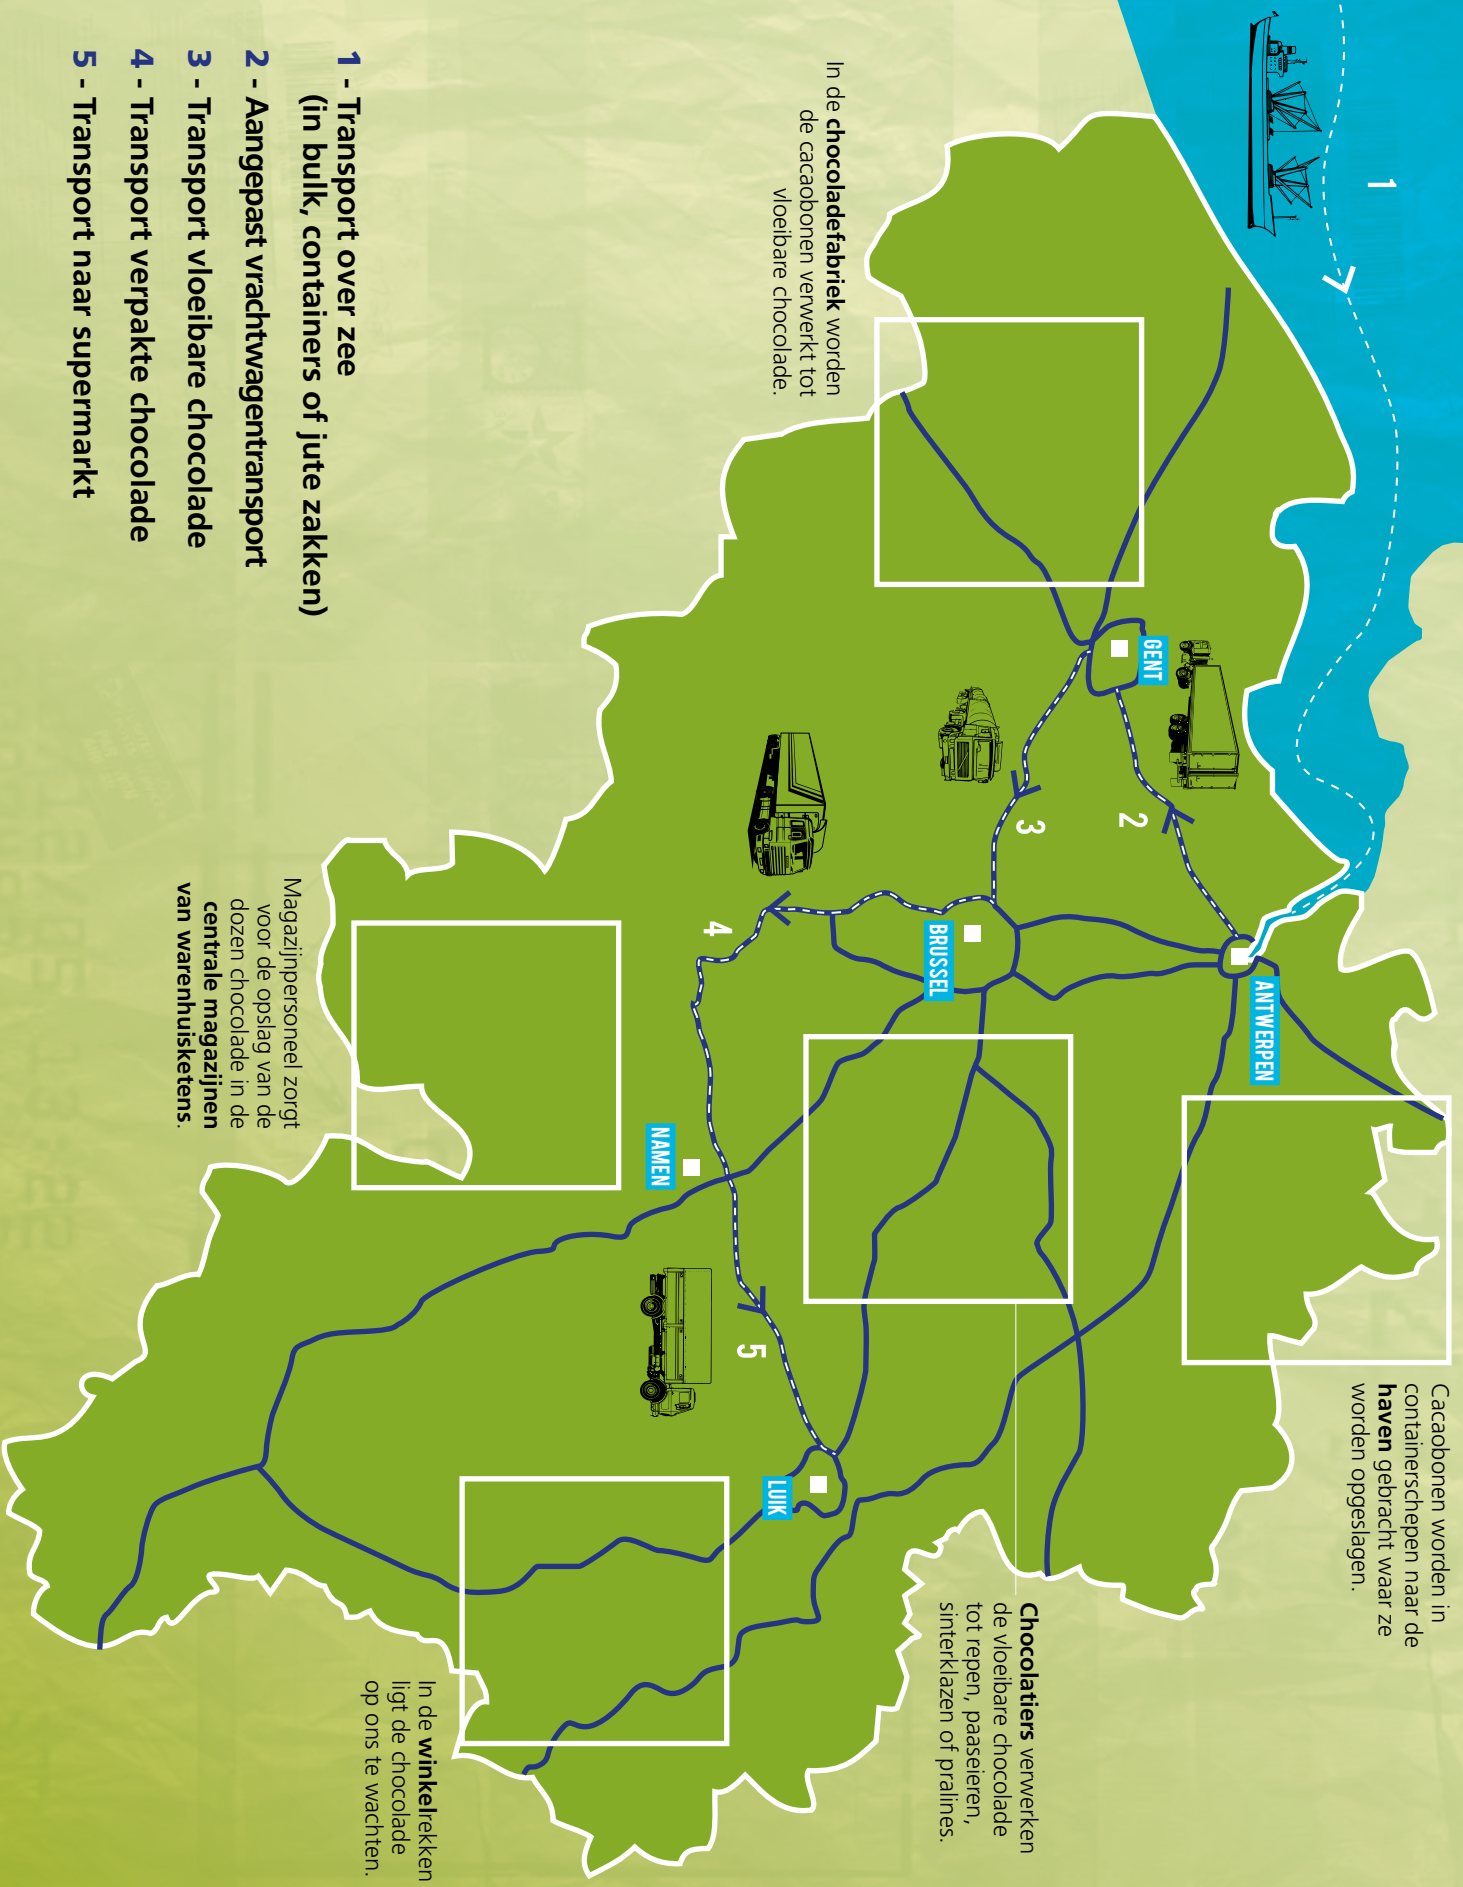 1
Cacaobonen worden in
containerschepen naar de
haven gebracht waar ze
worden opgeslagen.
ANTWERPEN
GENT
2
3
BRUSSEL
In de chocoladefabriek worden
de cacaobonen verwerkt tot
vloeibare chocolade.
Chocolatiers verwerken
de vloeibare chocolade
tot repen, paaseieren,
sinterklazen of pralines.
4
5
LUIK
NAMEN
In de winkelrekken
ligt de chocolade
op ons te wachten.
Magazijnpersoneel zorgt
voor de opslag van de
dozen chocolade in de
centrale magazijnen
van warenhuisketens.
1 - Transport over zee
(in bulk, containers of jute zakken)
2 - Aangepast vrachtwagentransport
3 - Transport vloeibare chocolade
4 - Transport verpakte chocolade
5 - Transport naar supermarkt